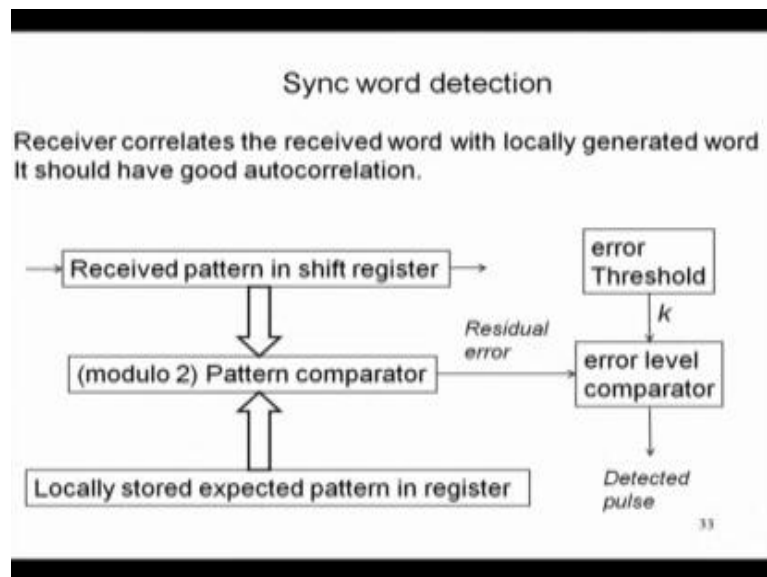 Sync word detection
Receiver correlates the received word with locally generated word
It should have good autocorrelation.
Received pattern in shift register
error
Threshold
k
Residual
error
(modulo 2) Pattern comparator
error level
comparator
Locally stored expected pattern in register
Detected
pulse
33